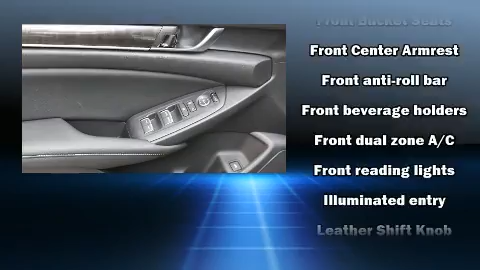 Front Bucket Seats
Front Center Armrest
Front anti-roll bar
Front beverage holders
Front dual zone A/C
Front reading lights
Illuminated entry
Leather Shift Knob